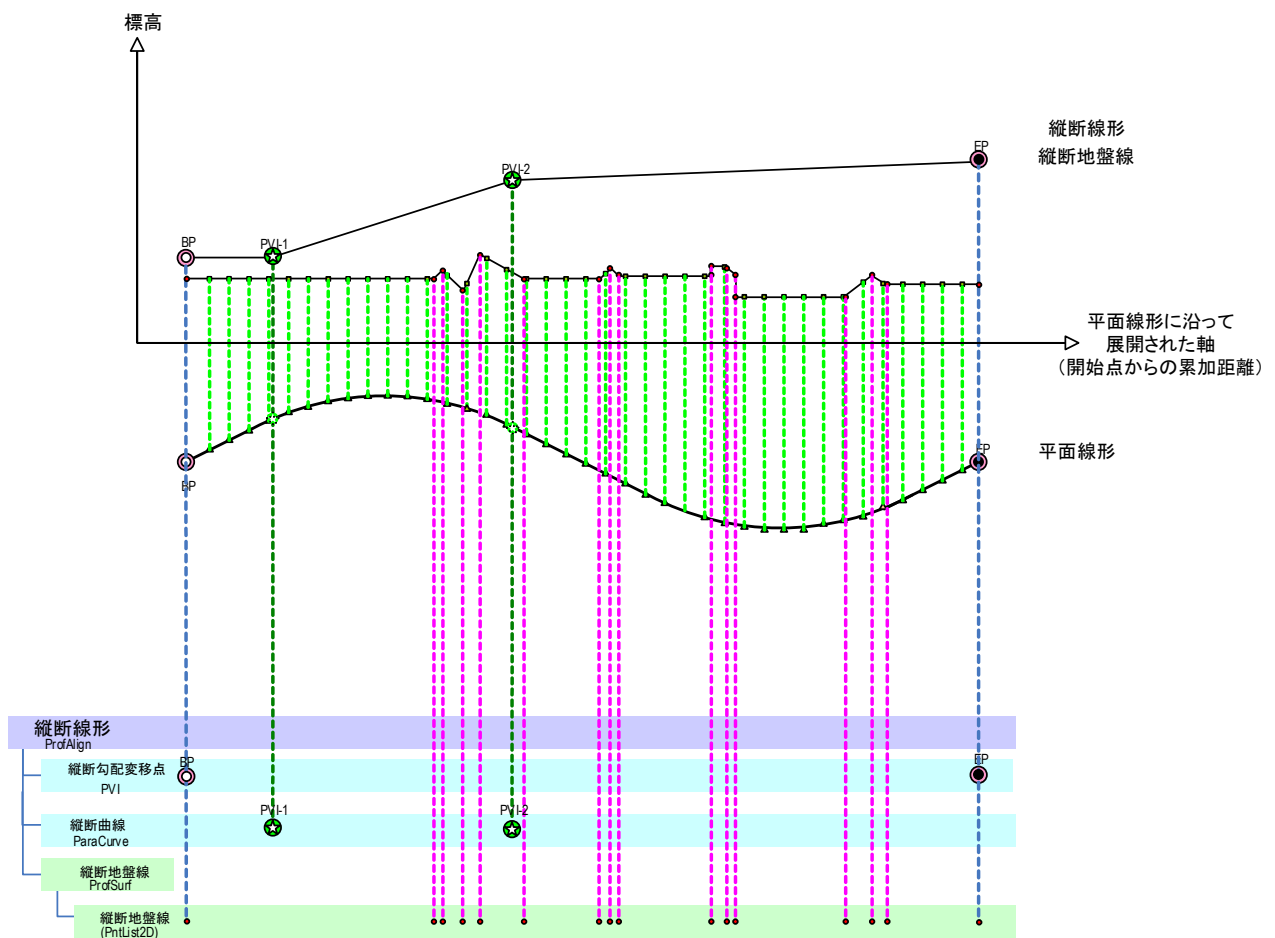 標高
縦断線形
縦断地盤線
EP
PVI-2
BP
PVI-1
平面線形に沿って
展開された軸
（開始点からの累加距離）
平面線形
EP
BP
縦断線形
ProfAlign
縦断勾配変移点
PVI
BP
EP
縦断曲線
ParaCurve
PVI-1
PVI-2
縦断地盤線
ProfSurf
縦断地盤線
(PntList2D)